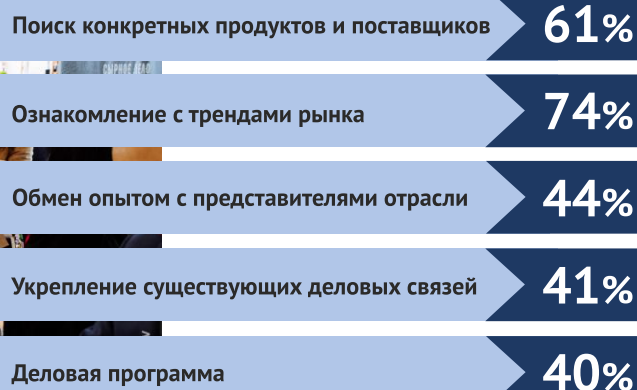 Поиск конкретных продуктов и поставщиков 61%
Ознакомление с трендами рынка 74%
Обмен опытом с представителями отрасли 44%
Укрепление существующих деловых связей 41%
Деловая программа 40%